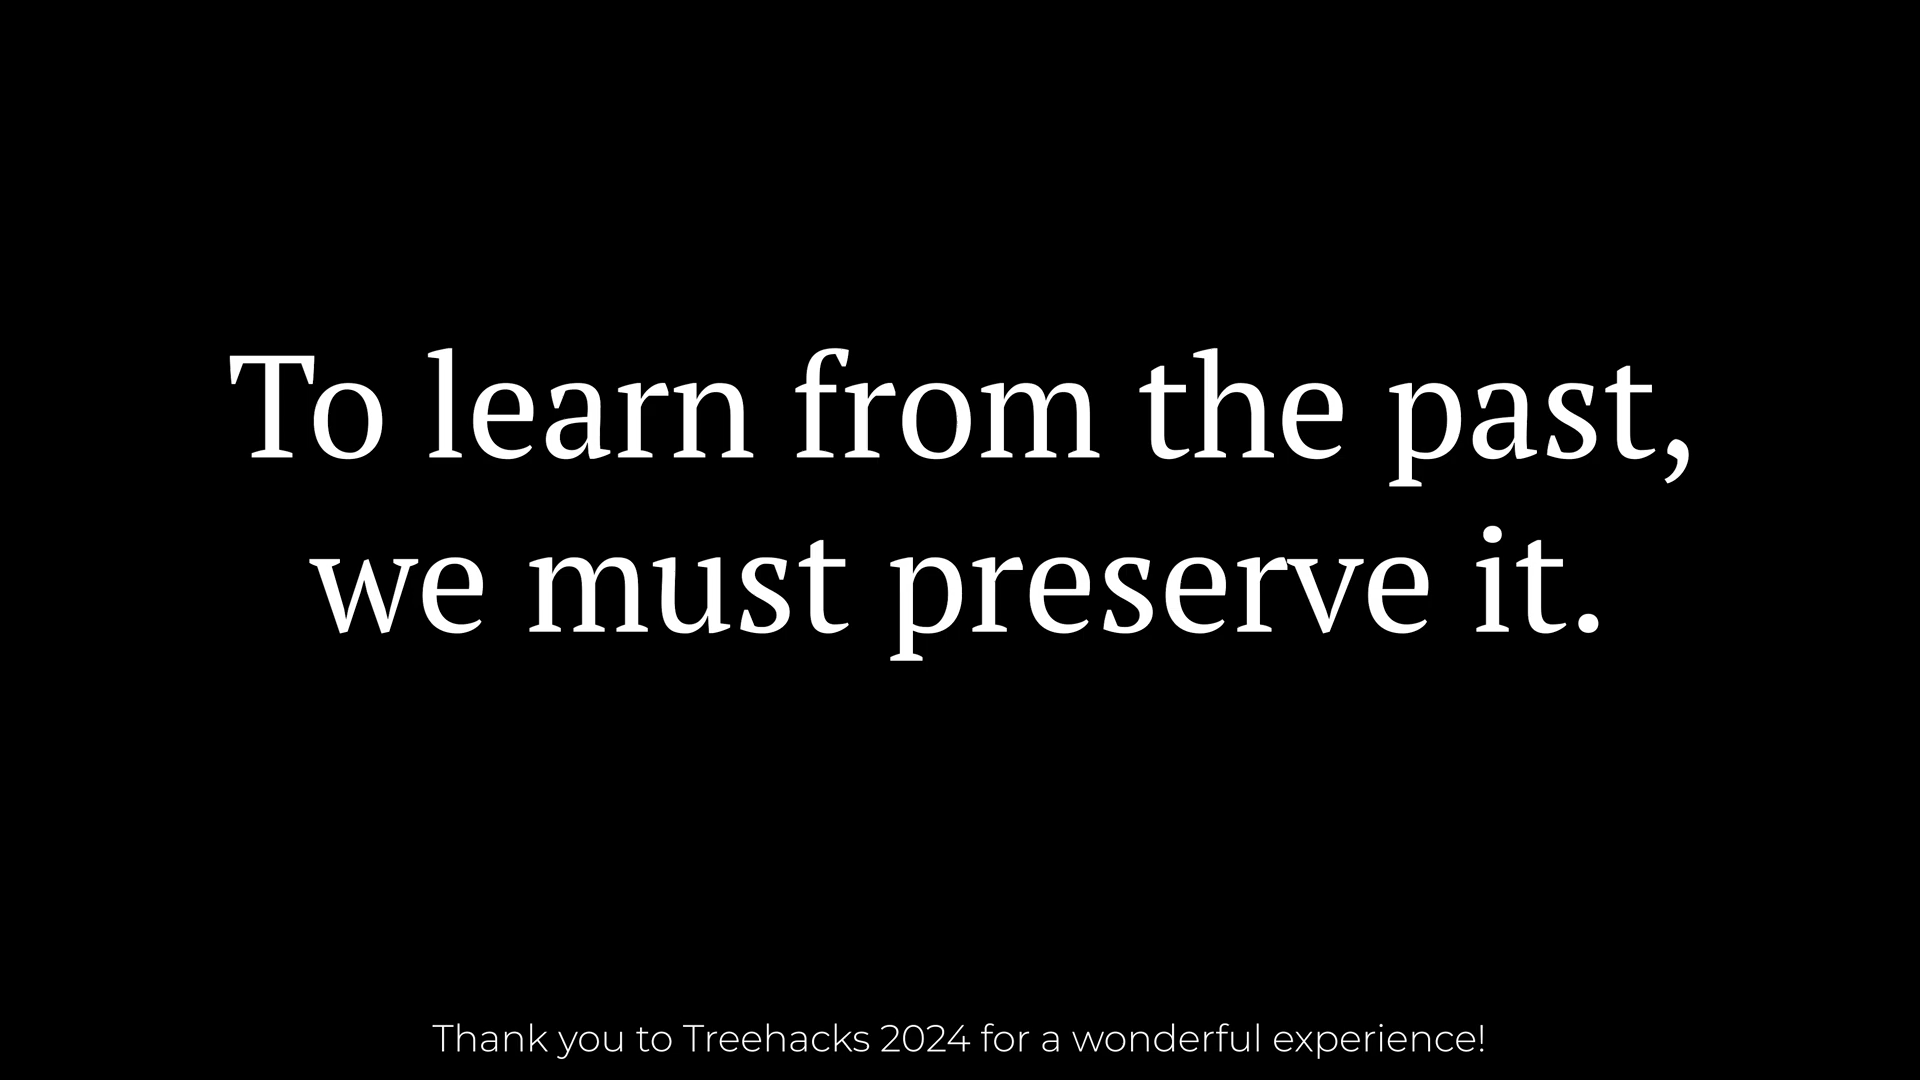 To learn from the past,
we must preserve it.
Thank you to Treehacks 2024 for a wonderful experience!